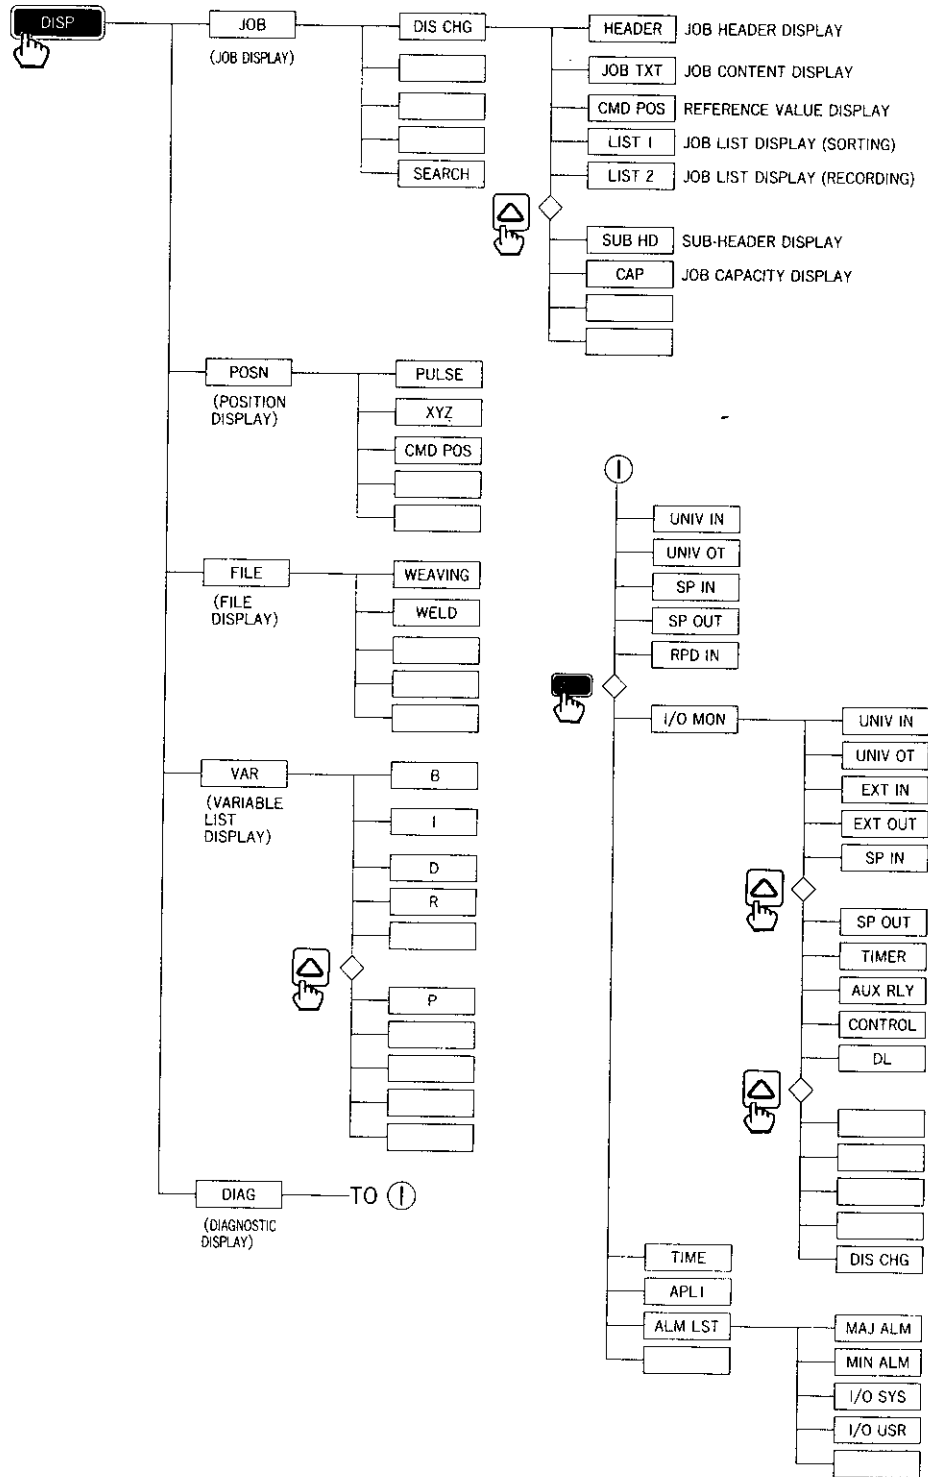 DISP
JOB
(JOB DISPLAY)
DIS CHG
SEARCH
HEADER JOB HEADER DISPLAY
JOB TXT JOB CONTENT DISPLAY
CMD POS REFERENCE VALUE DISPLAY
LIST 1 JOB LIST DISPLAY (SORTING)
LIST 2 JOB LIST DISPLAY (RECORDING)
SUB HD SUB-HEADER DISPLAY
CAP JOB CAPACITY DISPLAY
POSN
(POSITION
DISPLAY)
PULSE
XYZ
CMD POS
FILE
(FILE
DISPLAY)
WEAVING
WELD
VAR
(VARIABLE
LIST
DISPLAY)
B
I
D
R
P
DIAG
(DIAGNOSTIC
DISPLAY)
TO Ⓘ
Ⓘ
UNIV IN
UNIV OT
SP IN
SP OUT
RPD IN
I/O MON
UNIV IN
UNIV OT
EXT IN
EXT OUT
SP IN
SP OUT
TIMER
AUX RLY
CONTROL
DL
DIS CHG
TIME
APLI
ALM LST
MAJ ALM
MIN ALM
I/O SYS
I/O USR